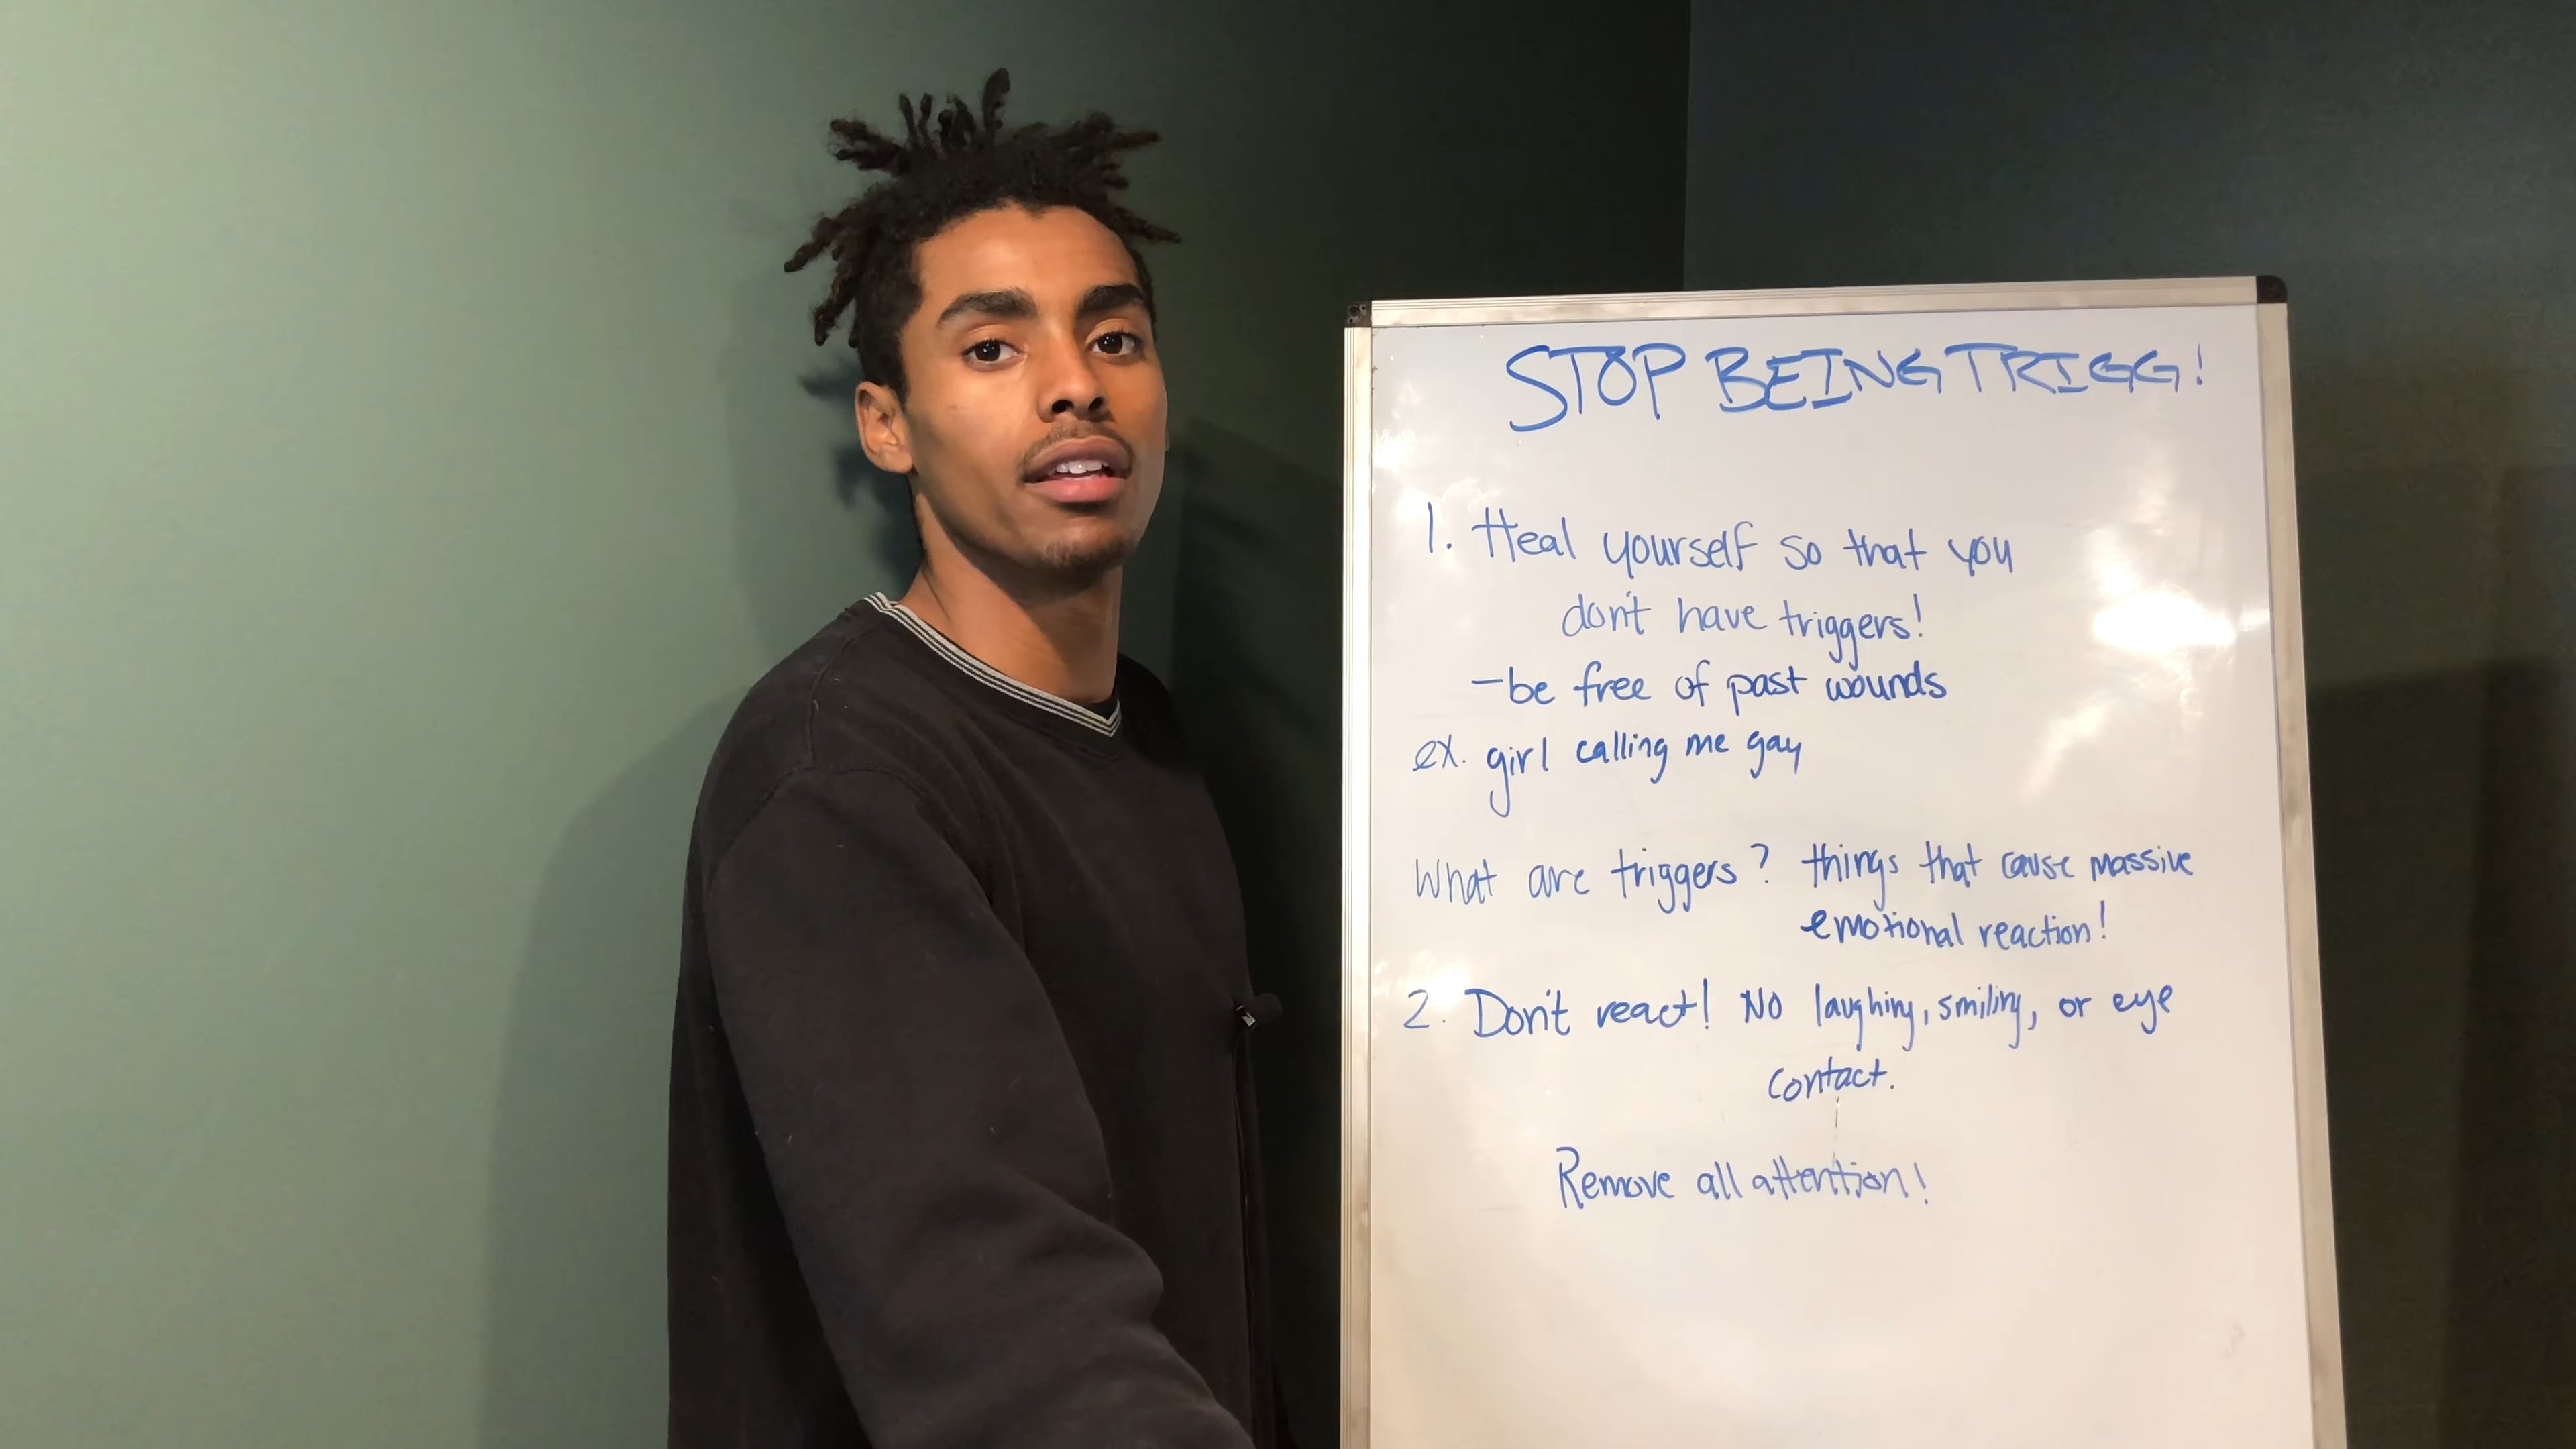 STOP BEING TRIGG!
1. Heal yourself so that you
don't have triggers!
- be free of past wounds
ex. girl calling me gay
What are triggers? things that cause massive
emotional reaction!
2. Don't react! No laughing, smiling, or eye
contact.
Remove all attention!